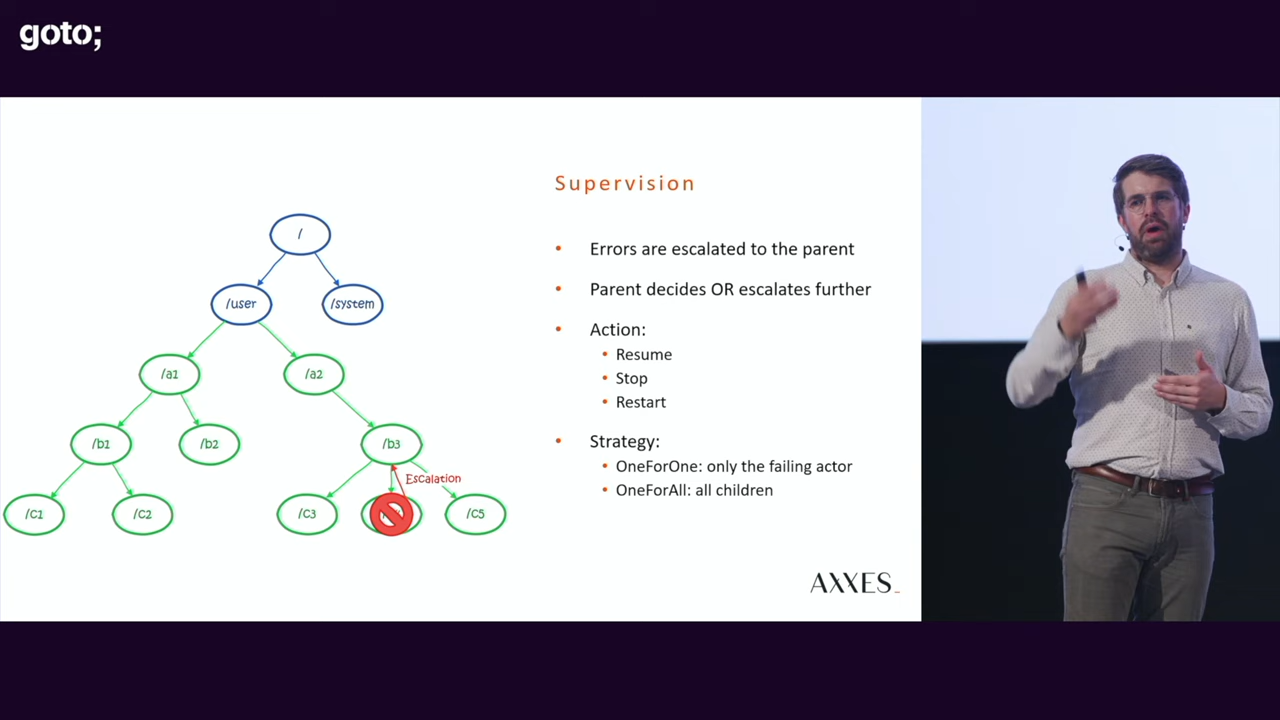 goto;
Supervision
• Errors are escalated to the parent
• Parent decides OR escalates further
• Action:
• Resume
• Stop
• Restart
• Strategy:
• OneForOne: only the failing actor
• OneForAll: all children
/
/user
/system
/a1
/a2
/b1
/b2
/b3
Escalation
/c1
/c2
/c3
/c5
AXXES_